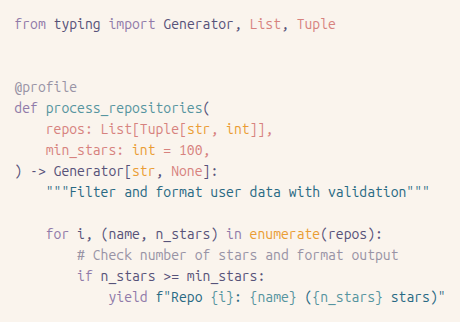 from typing import Generator, List, Tuple
@profile
def process_repositories(
    repos: List[Tuple[str, int]],
    min_stars: int = 100,
) -> Generator[str, None]:
    """Filter and format user data with validation"""
    for i, (name, n_stars) in enumerate(repos):
        # Check number of stars and format output
        if n_stars >= min_stars:
            yield f"Repo {i}: {name} ({n_stars} stars)"